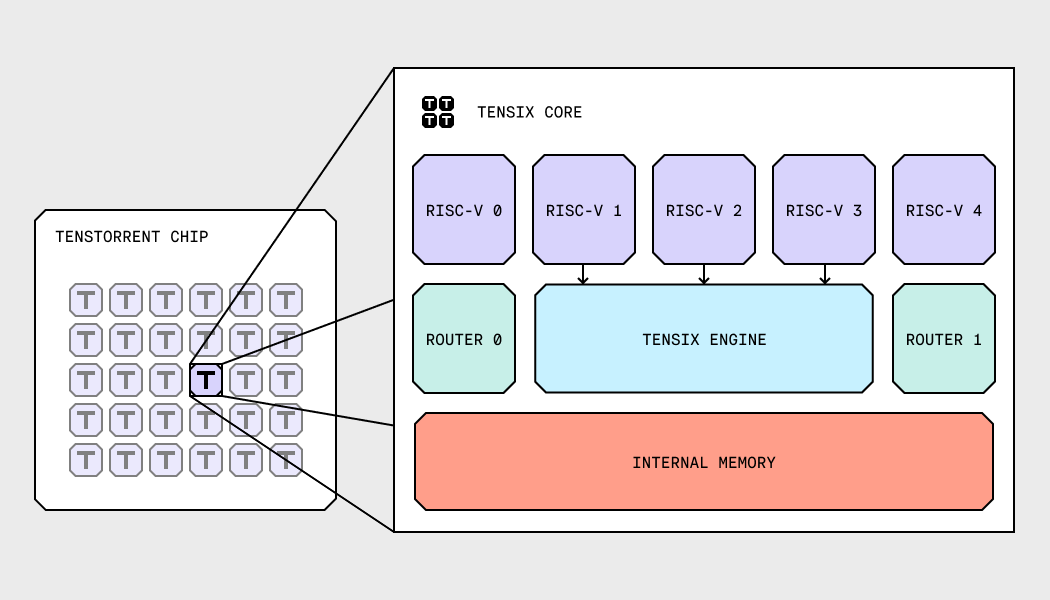 TENSIX CORE
RISC-V 0 RISC-V 1 RISC-V 2 RISC-V 3 RISC-V 4
TENSTORRENT CHIP
T T T T T T
T T T T T T
T T T T T T
T T T T T T
T T T T T T
T T
T T
ROUTER 0 TENSIX ENGINE ROUTER 1
INTERNAL MEMORY